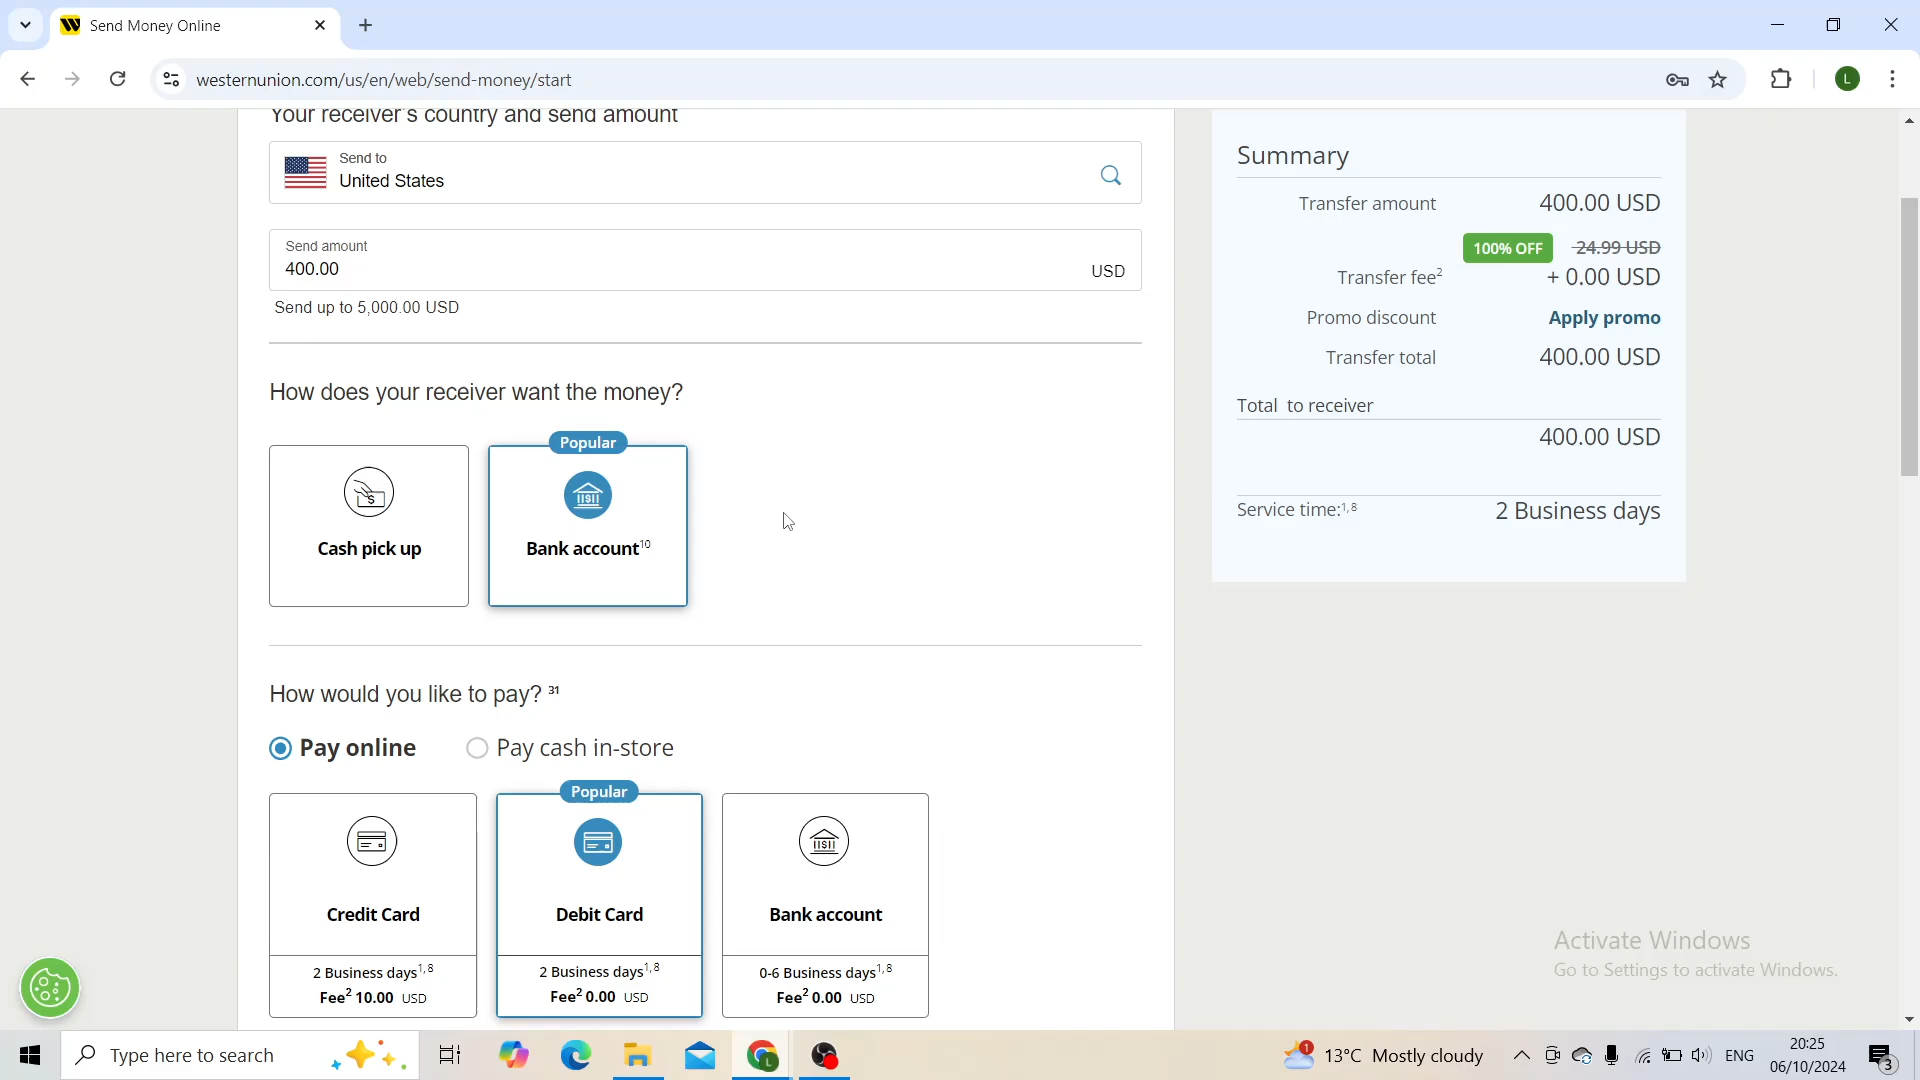 Send Money Online
westernunion.com/us/en/web/send-money/start
L
Your receiver's country and send amount
Send to
United States
Send amount
400.00
USD
Send up to 5,000.00 USD
How does your receiver want the money?
Popular
Cash pick up
Bank account10
How would you like to pay? 31
Pay online
Pay cash in-store
Popular
Credit Card
Debit Card
Bank account
2 Business days1,8
Fee2 10.00 USD
2 Business days1,8
Fee2 0.00 USD
0-6 Business days1,8
Fee2 0.00 USD
Summary
Transfer amount 400.00 USD
100% OFF 24.99 USD
Transfer fee2 + 0.00 USD
Promo discount Apply promo
Transfer total 400.00 USD
Total to receiver
400.00 USD
Service time:1,8 2 Business days
Activate Windows
Go to Settings to activate Windows.
Type here to search
1
13°C Mostly cloudy
ENG
20:25
06/10/2024
3